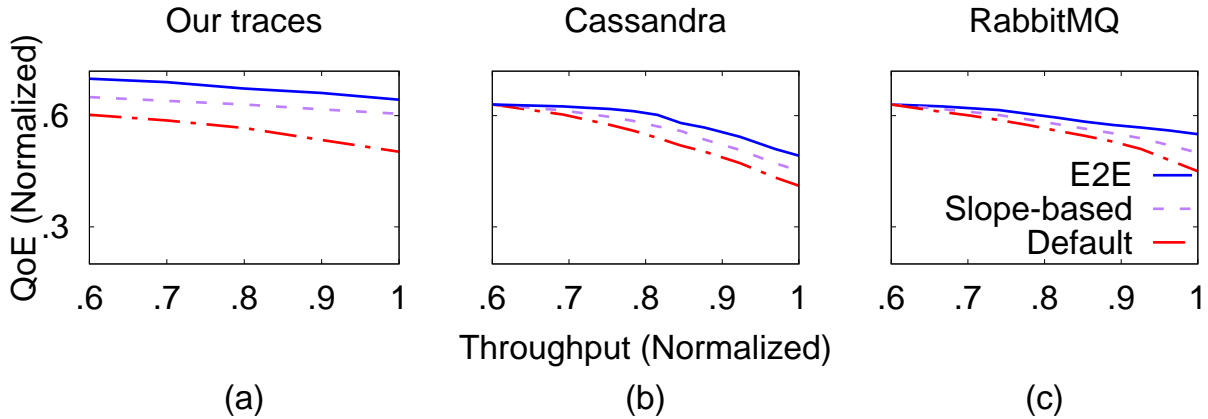 Our traces
Cassandra
RabbitMQ
QoE (Normalized)
.6
.3
.6 .7 .8 .9 1
.6 .7 .8 .9 1
.6 .7 .8 .9 1
E2E
Slope-based
Default
Throughput (Normalized)
(a)
(b)
(c)